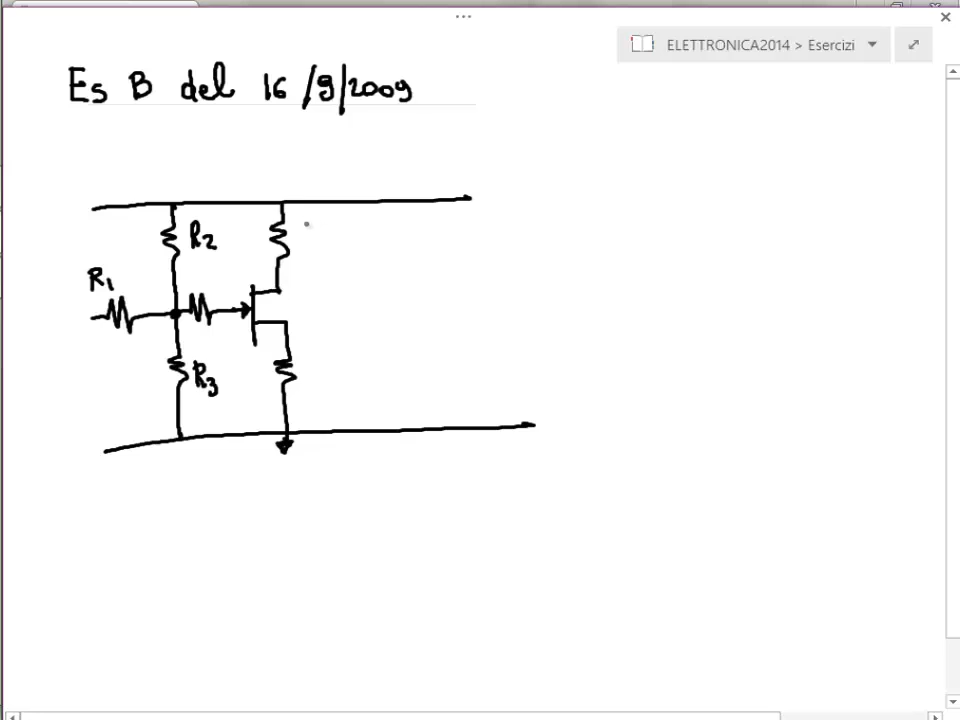 ELETTRONICA2014 > Esercizi
Es B del 16/9/2009
R2
R1
R3